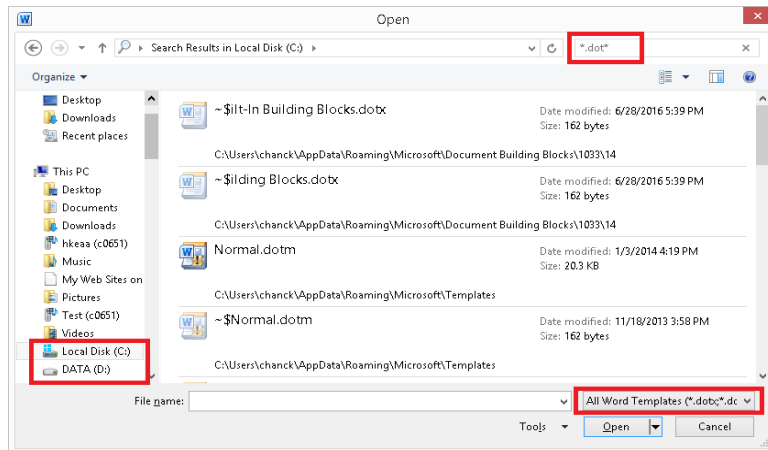 Open
Search Results in Local Disk (C:)
*.dot*
Organize
Desktop
Downloads
Recent places
This PC
Desktop
Documents
Downloads
hkeaa (c0651)
Music
My Web Sites on
Pictures
Test (c0651)
Videos
Local Disk (C:)
DATA (D:)
~$ilt-In Building Blocks.dotx
Date modified: 6/28/2016 5:39 PM
Size: 162 bytes
C:\Users\chanck\AppData\Roaming\Microsoft\Document Building Blocks\1033\14
~$ilding Blocks.dotx
Date modified: 6/28/2016 5:39 PM
Size: 162 bytes
C:\Users\chanck\AppData\Roaming\Microsoft\Document Building Blocks\1033\14
Normal.dotm
Date modified: 1/3/2014 4:19 PM
Size: 20.3 KB
C:\Users\chanck\AppData\Roaming\Microsoft\Templates
~$Normal.dotm
Date modified: 11/18/2013 3:58 PM
Size: 162 bytes
C:\Users\chanck\AppData\Roaming\Microsoft\Templates
File name:
All Word Templates (*.dotx;*.dc
Tools
Open
Cancel